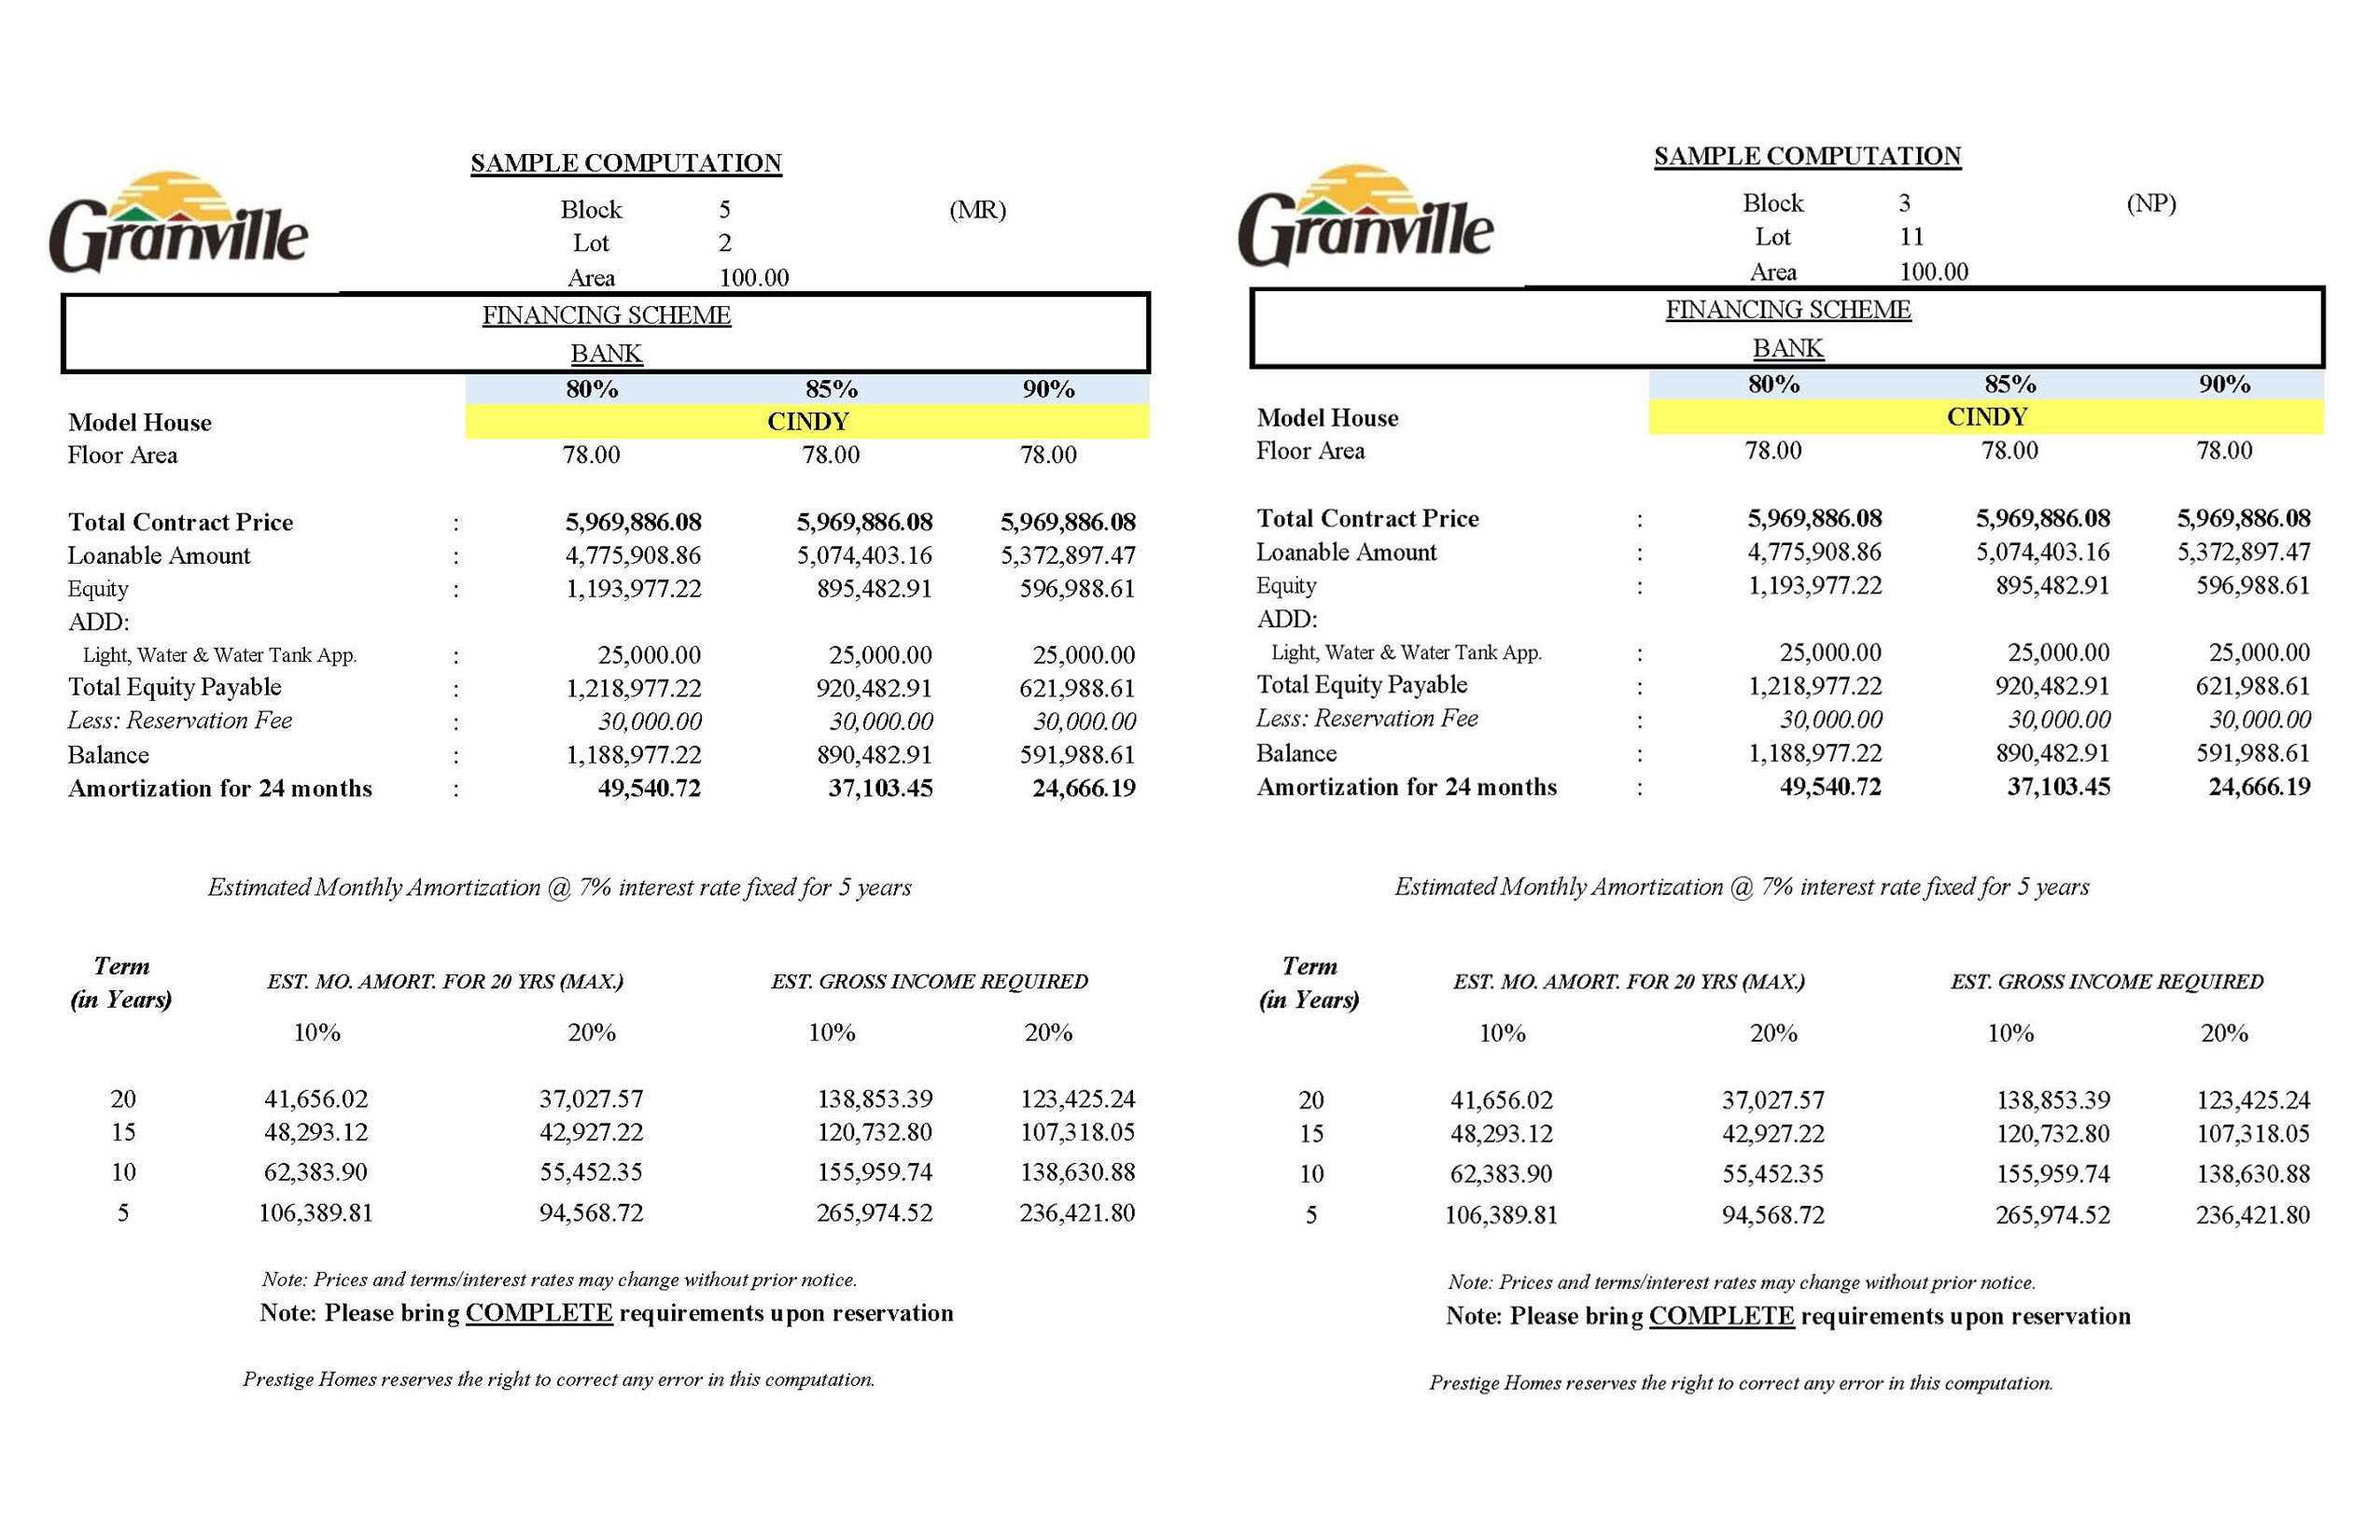 SAMPLE COMPUTATION
Granville
Block 5 (MR)
Lot 2
Area 100.00
FINANCING SCHEME
BANK
80% 85% 90%
Model House CINDY
Floor Area 78.00 78.00 78.00
Total Contract Price : 5,969,886.08 5,969,886.08 5,969,886.08
Loanable Amount : 4,775,908.86 5,074,403.16 5,372,897.47
Equity : 1,193,977.22 895,482.91 596,988.61
ADD:
Light, Water & Water Tank App. : 25,000.00 25,000.00 25,000.00
Total Equity Payable : 1,218,977.22 920,482.91 621,988.61
Less: Reservation Fee : 30,000.00 30,000.00 30,000.00
Balance : 1,188,977.22 890,482.91 591,988.61
Amortization for 24 months : 49,540.72 37,103.45 24,666.19
Estimated Monthly Amortization @ 7% interest rate fixed for 5 years
Term
(in Years)
EST. MO. AMORT. FOR 20 YRS (MAX.) EST. GROSS INCOME REQUIRED
10% 20% 10% 20%
20 41,656.02 37,027.57 138,853.39 123,425.24
15 48,293.12 42,927.22 120,732.80 107,318.05
10 62,383.90 55,452.35 155,959.74 138,630.88
5 106,389.81 94,568.72 265,974.52 236,421.80
Note: Prices and terms/interest rates may change without prior notice.
Note: Please bring COMPLETE requirements upon reservation
Prestige Homes reserves the right to correct any error in this computation.
SAMPLE COMPUTATION
Granville
Block 3 (NP)
Lot 11
Area 100.00
FINANCING SCHEME
BANK
80% 85% 90%
Model House CINDY
Floor Area 78.00 78.00 78.00
Total Contract Price : 5,969,886.08 5,969,886.08 5,969,886.08
Loanable Amount : 4,775,908.86 5,074,403.16 5,372,897.47
Equity : 1,193,977.22 895,482.91 596,988.61
ADD:
Light, Water & Water Tank App. : 25,000.00 25,000.00 25,000.00
Total Equity Payable : 1,218,977.22 920,482.91 621,988.61
Less: Reservation Fee : 30,000.00 30,000.00 30,000.00
Balance : 1,188,977.22 890,482.91 591,988.61
Amortization for 24 months : 49,540.72 37,103.45 24,666.19
Estimated Monthly Amortization @ 7% interest rate fixed for 5 years
Term
(in Years)
EST. MO. AMORT. FOR 20 YRS (MAX.) EST. GROSS INCOME REQUIRED
10% 20% 10% 20%
20 41,656.02 37,027.57 138,853.39 123,425.24
15 48,293.12 42,927.22 120,732.80 107,318.05
10 62,383.90 55,452.35 155,959.74 138,630.88
5 106,389.81 94,568.72 265,974.52 236,421.80
Note: Prices and terms/interest rates may change without prior notice.
Note: Please bring COMPLETE requirements upon reservation
Prestige Homes reserves the right to correct any error in this computation.